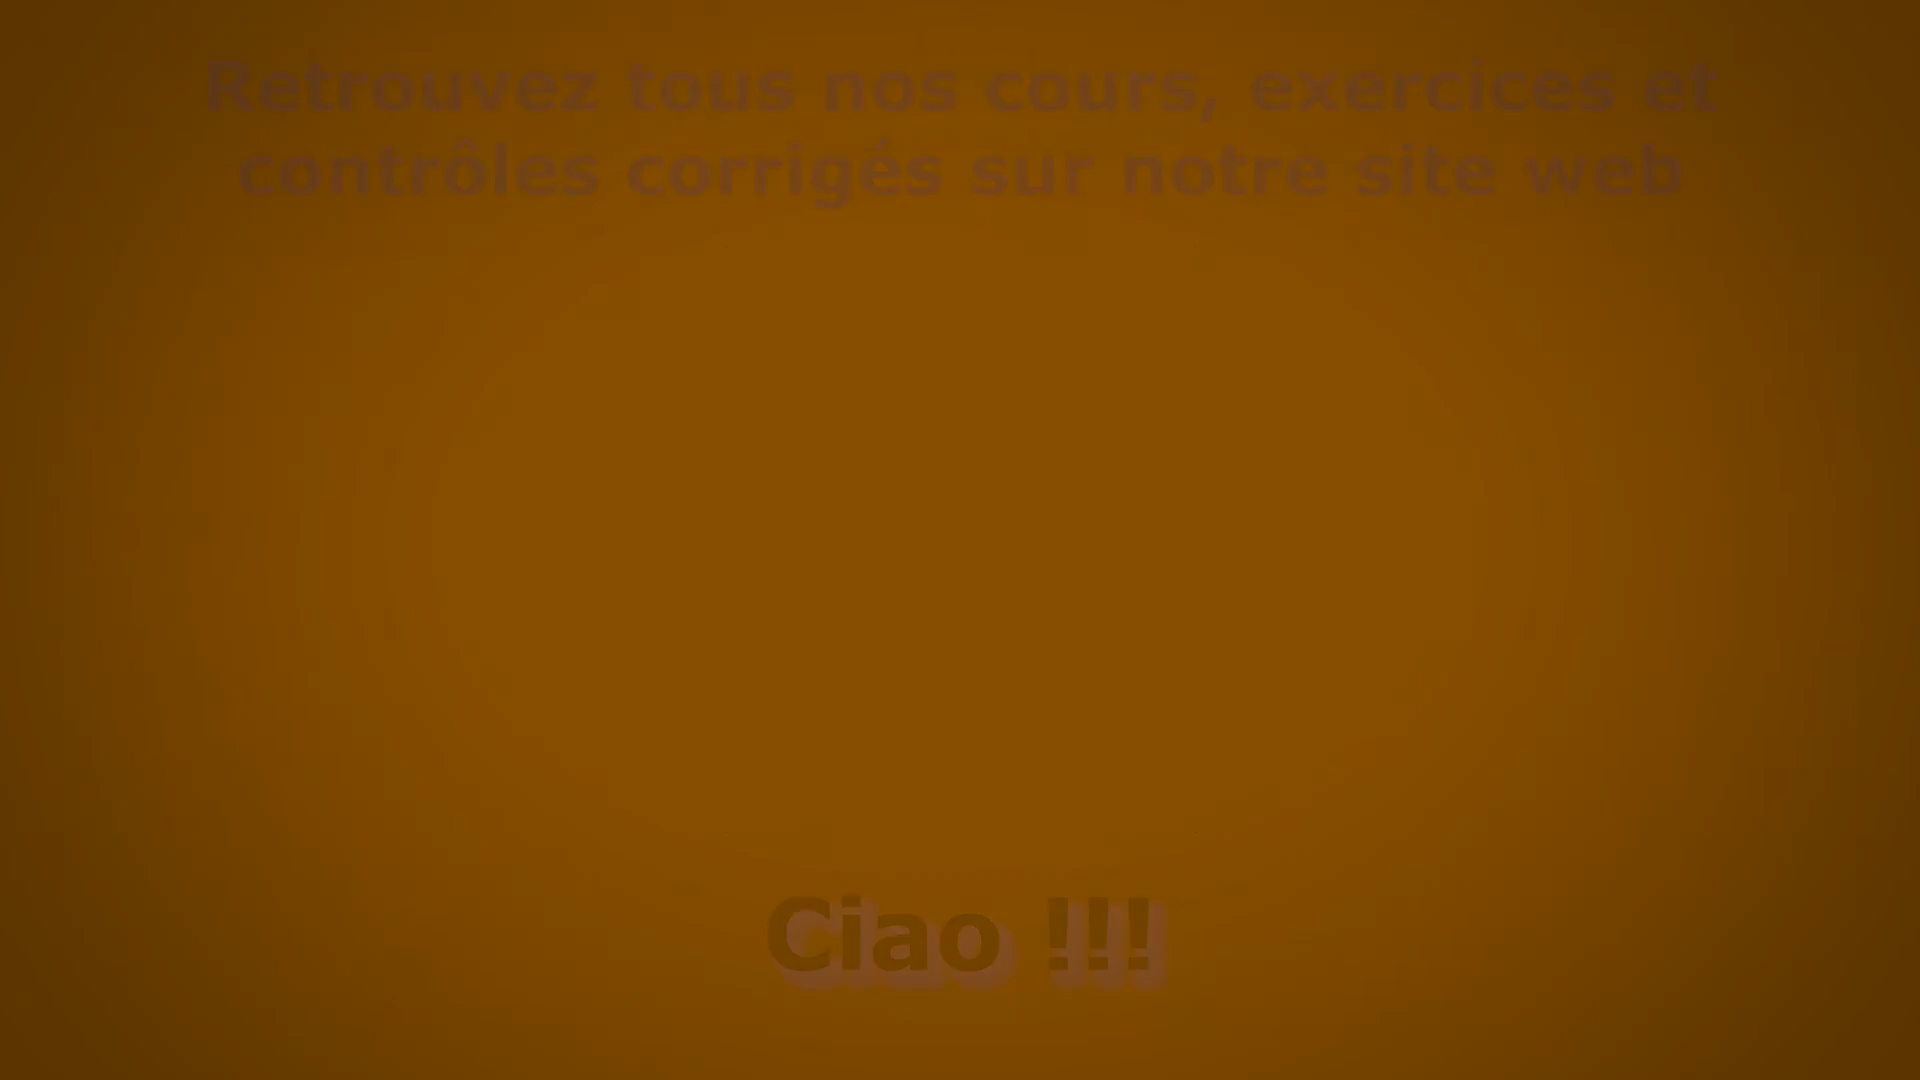 Retrouvez tous nos cours, exercices et
contrôles corrigés sur notre site web
Ciao !!!